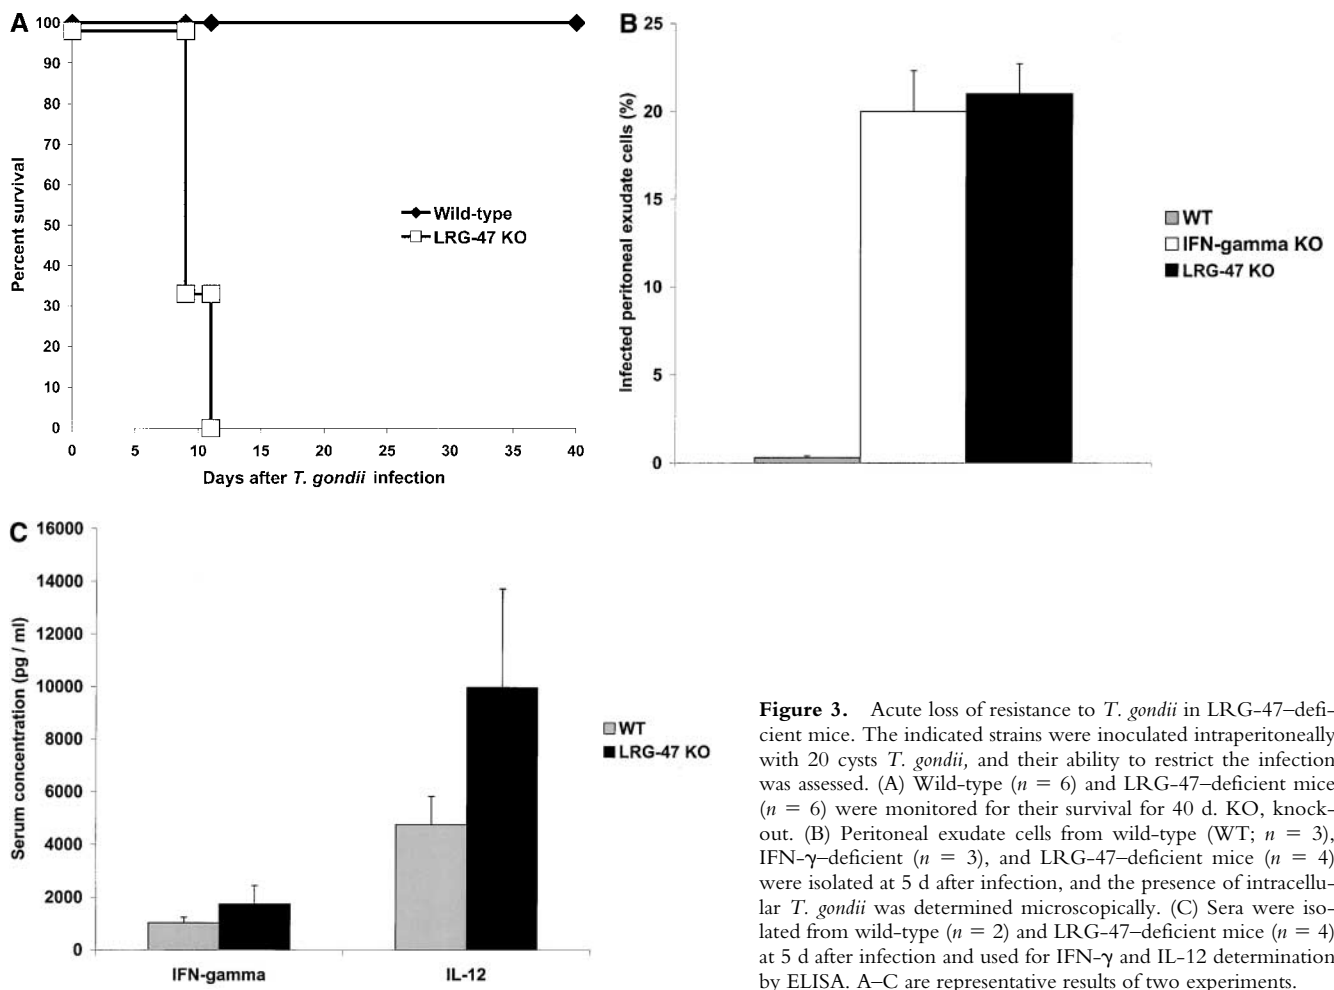 A
100
90
80
70
60
50
40
30
20
10
0
Percent survival
Wild-type
LRG-47 KO
0 5 10 15 20 25 30 35 40
Days after T. gondii infection
B
25
20
15
10
5
0
Infected peritoneal exudate cells (%)
WT
IFN-gamma KO
LRG-47 KO
C
16000
14000
12000
10000
8000
6000
4000
2000
0
Serum concentration (pg / ml)
WT
LRG-47 KO
IFN-gamma IL-12
Figure 3. Acute loss of resistance to T. gondii in LRG-47–defi-
cient mice. The indicated strains were inoculated intraperitoneally
with 20 cysts T. gondii, and their ability to restrict the infection
was assessed. (A) Wild-type (n = 6) and LRG-47–deficient mice
(n = 6) were monitored for their survival for 40 d. KO, knock-
out. (B) Peritoneal exudate cells from wild-type (WT; n = 3),
IFN-γ–deficient (n = 3), and LRG-47–deficient mice (n = 4)
were isolated at 5 d after infection, and the presence of intracellu-
lar T. gondii was determined microscopically. (C) Sera were iso-
lated from wild-type (n = 2) and LRG-47–deficient mice (n = 4)
at 5 d after infection and used for IFN-γ and IL-12 determination
by ELISA. A–C are representative results of two experiments.